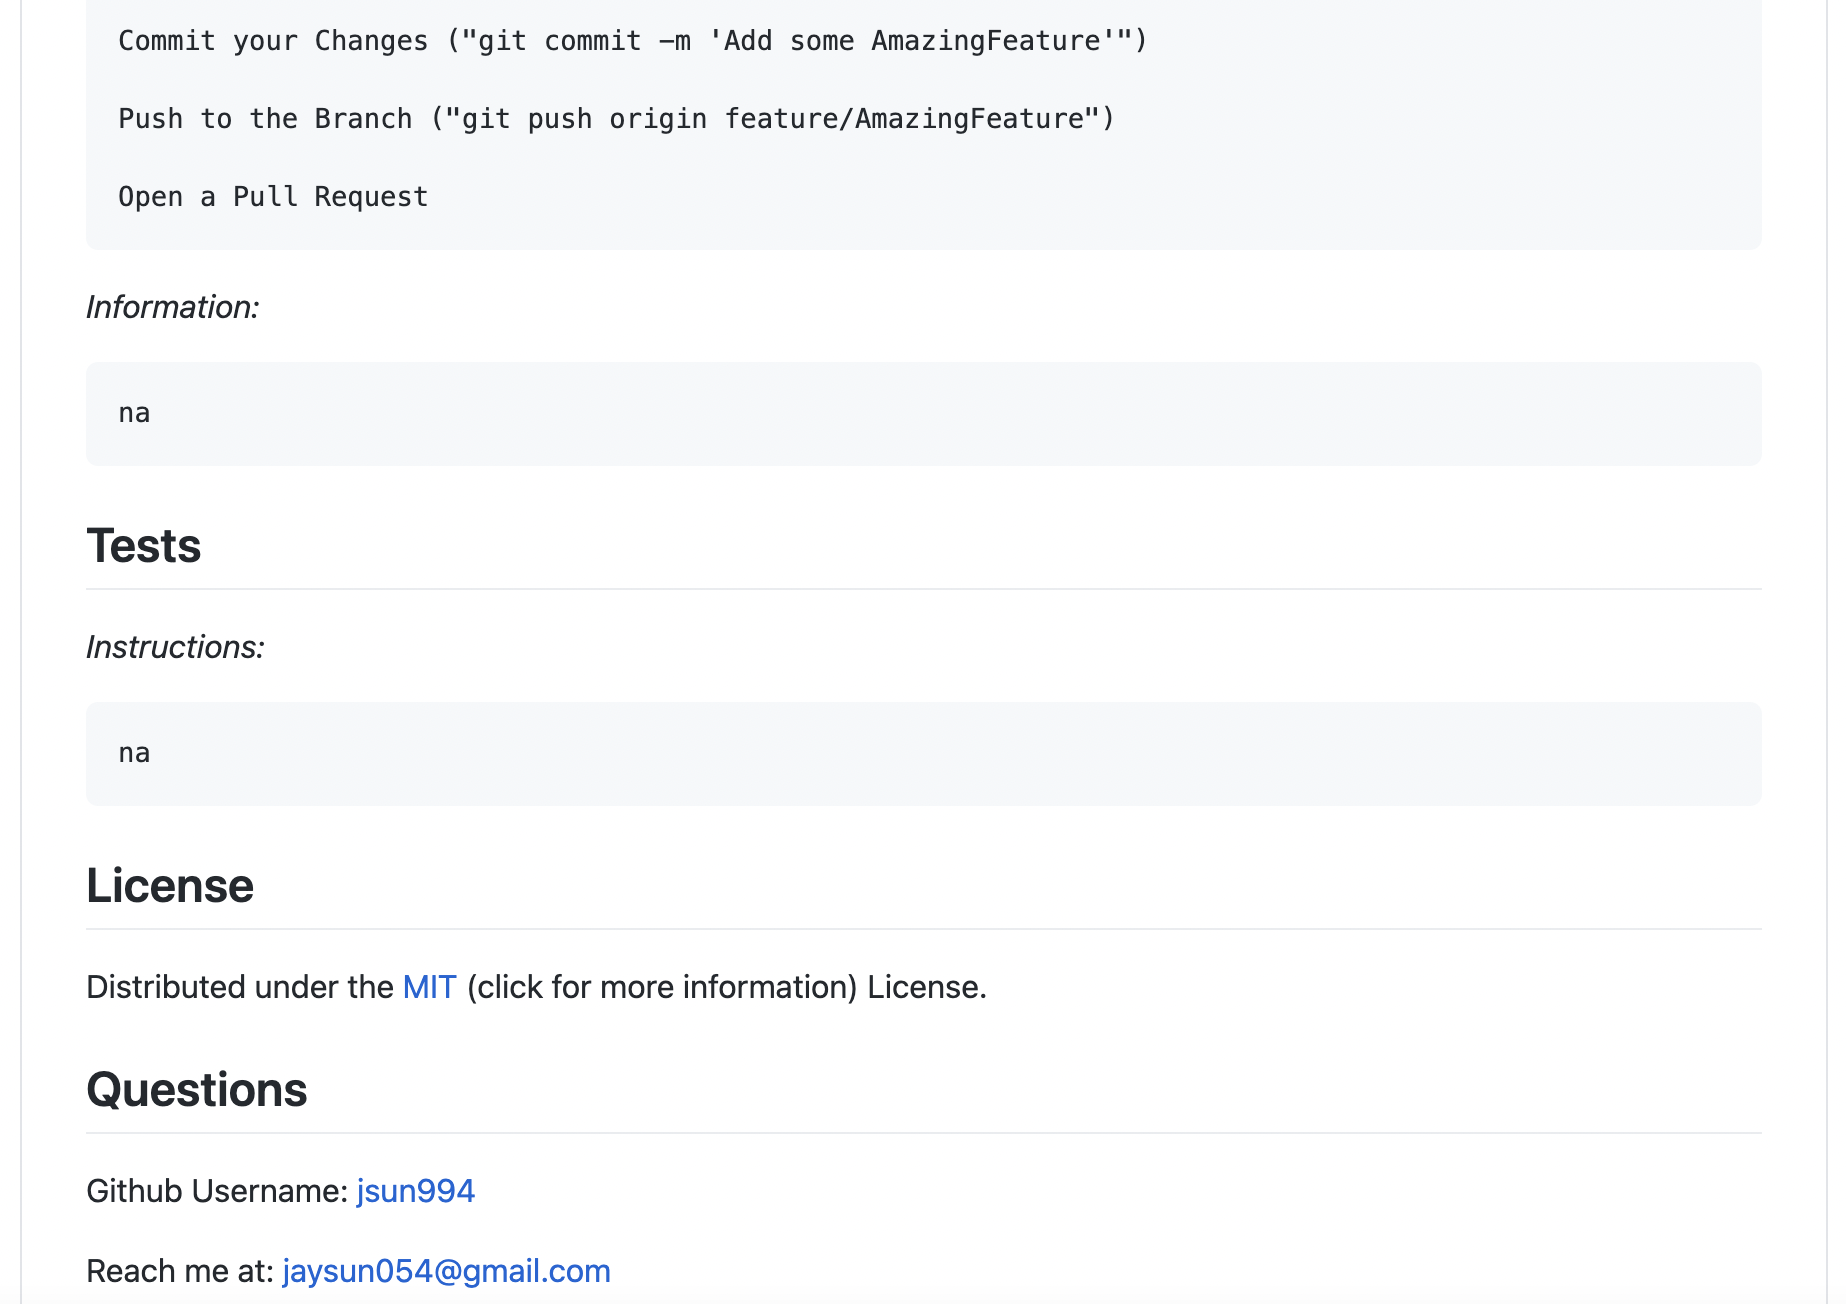 Commit your Changes ("git commit -m 'Add some AmazingFeature'")
Push to the Branch ("git push origin feature/AmazingFeature")
Open a Pull Request
Information:
na
Tests
Instructions:
na
License
Distributed under the MIT (click for more information) License.
Questions
Github Username: jsun994
Reach me at: jaysun054@gmail.com